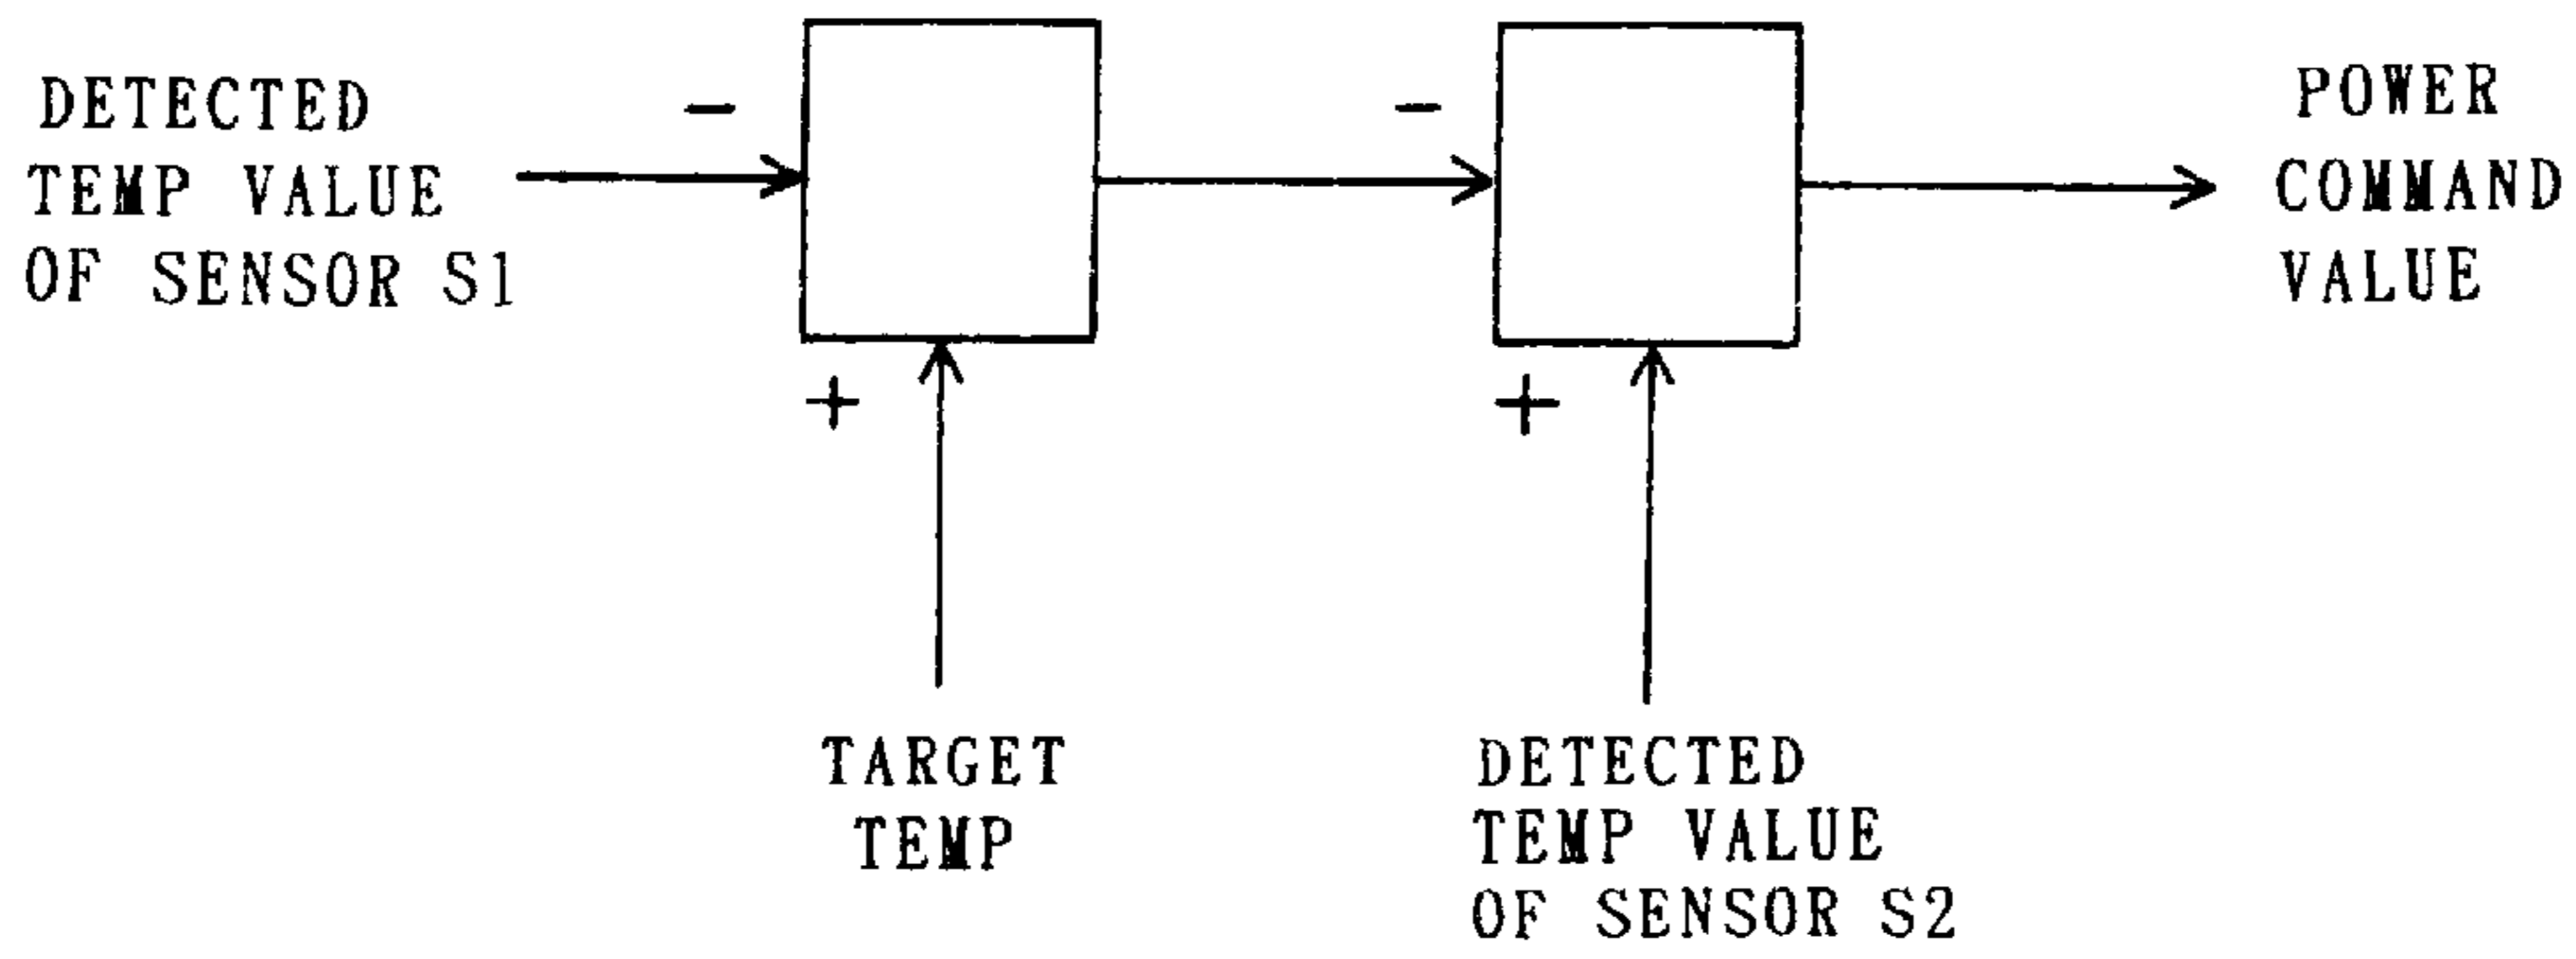 DETECTED
TEMP VALUE
OF SENSOR S1
−
+
TARGET
TEMP
−
+
DETECTED
TEMP VALUE
OF SENSOR S2
POWER
COMMAND
VALUE